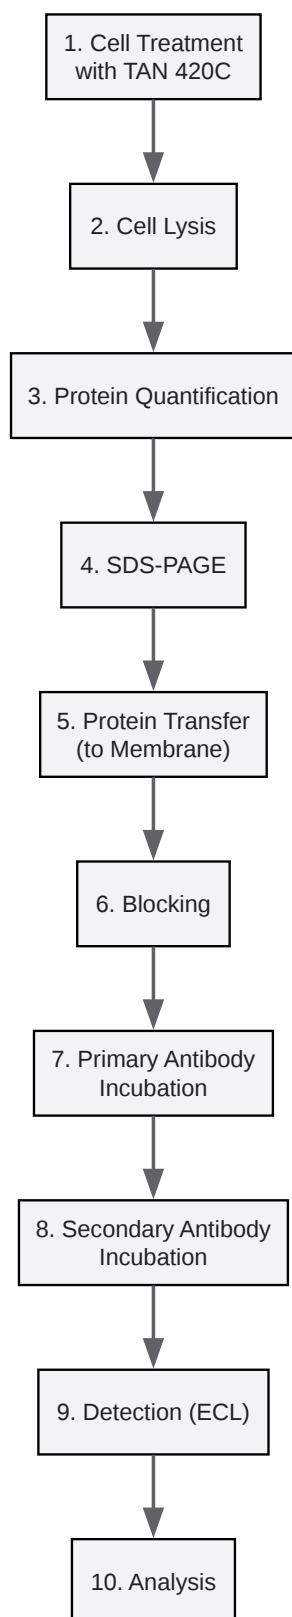 1. Cell Treatment
with TAN 420C
2. Cell Lysis
3. Protein Quantification
4. SDS-PAGE
5. Protein Transfer
(to Membrane)
6. Blocking
7. Primary Antibody
Incubation
8. Secondary Antibody
Incubation
9. Detection (ECL)
10. Analysis